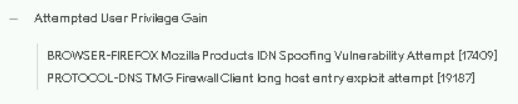 – Attempted User Privilege Gain
BROWSER-FIREFOX Mozilla Products IDN Spoofing Vulnerability Attempt [17409]
PROTOCOL-DNS TMG Firewall Client long host entry exploit attempt [19187]